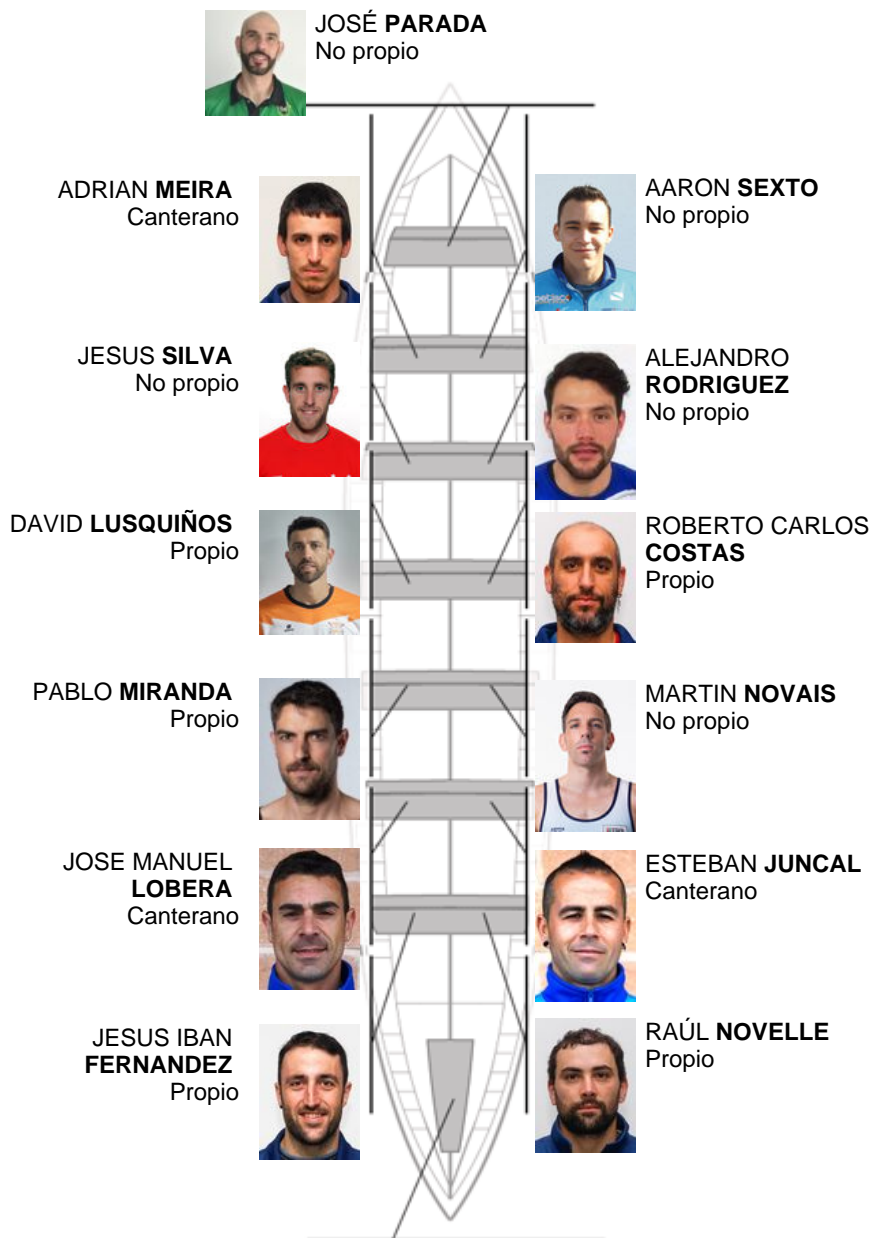 JOSÉ PARADA
No propio
ADRIAN MEIRA
Canterano
AARON SEXTO
No propio
JESUS SILVA
No propio
ALEJANDRO
RODRIGUEZ
No propio
DAVID LUSQUIÑOS
Propio
ROBERTO CARLOS
COSTAS
Propio
PABLO MIRANDA
Propio
MARTIN NOVAIS
No propio
JOSE MANUEL
LOBERA
Canterano
ESTEBAN JUNCAL
Canterano
JESUS IBAN
FERNANDEZ
Propio
RAÚL NOVELLE
Propio